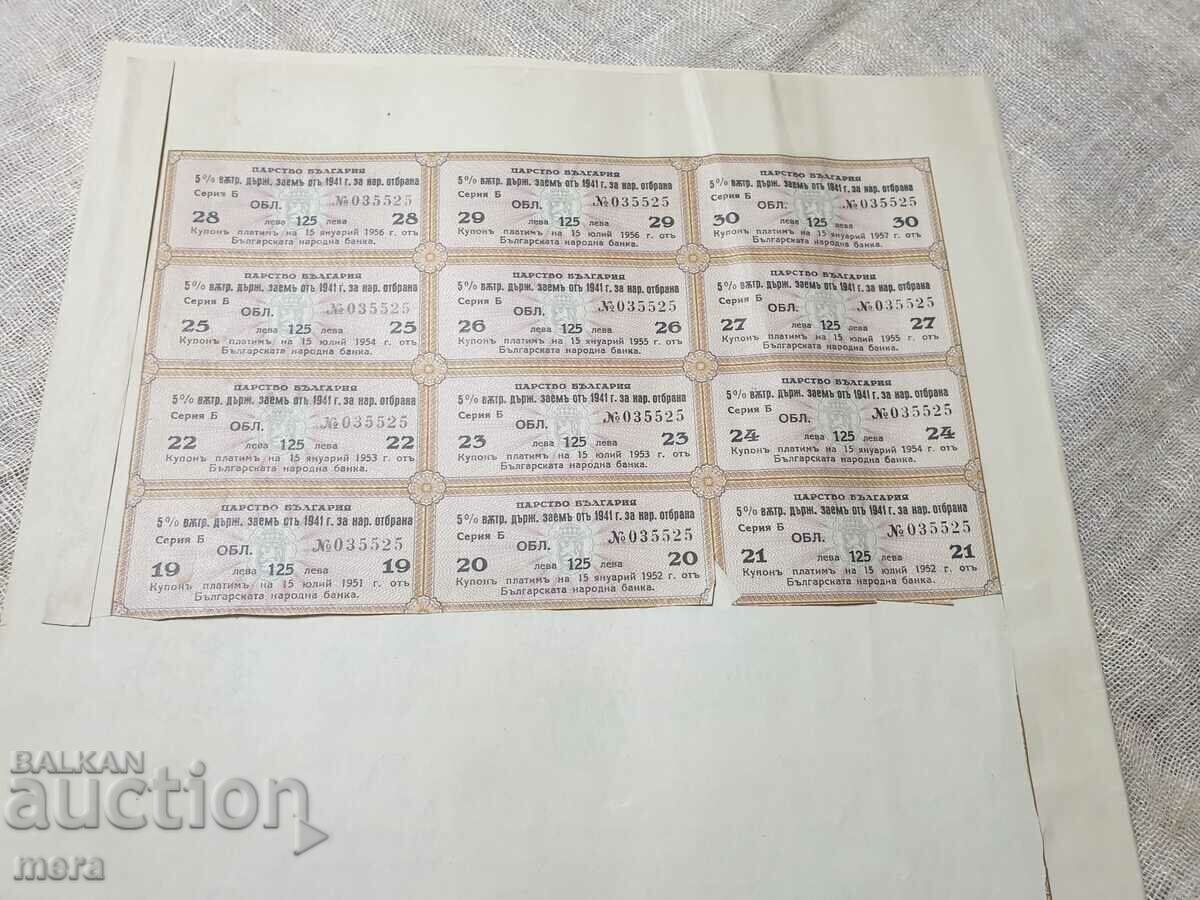 ЦАРСТВО БЪЛГАРИЯ
5% вѫтр. държ. заемъ отъ 1941 г. за нар. отбрана
Серия Б ОБЛ. №035525
28 лева 125 лева 28
Купонъ платимъ на 15 януарий 1956 г. отъ
Българската народна банка.
ЦАРСТВО БЪЛГАРИЯ
5% вѫтр. държ. заемъ отъ 1941 г. за нар. отбрана
Серия Б ОБЛ. №035525
29 лева 125 лева 29
Купонъ платимъ на 15 юлий 1956 г. отъ
Българската народна банка.
ЦАРСТВО БЪЛГАРИЯ
5% вѫтр. държ. заемъ отъ 1941 г. за нар. отбрана
Серия Б ОБЛ. №035525
30 лева 125 лева 30
Купонъ платимъ на 15 януарий 1957 г. отъ
Българската народна банка.
ЦАРСТВО БЪЛГАРИЯ
5% вѫтр. държ. заемъ отъ 1941 г. за нар. отбрана
Серия Б ОБЛ. №035525
25 лева 125 лева 25
Купонъ платимъ на 15 юлий 1954 г. отъ
Българската народна банка.
ЦАРСТВО БЪЛГАРИЯ
5% вѫтр. държ. заемъ отъ 1941 г. за нар. отбрана
Серия Б ОБЛ. №035525
26 лева 125 лева 26
Купонъ платимъ на 15 януарий 1955 г. отъ
Българската народна банка.
ЦАРСТВО БЪЛГАРИЯ
5% вѫтр. държ. заемъ отъ 1941 г. за нар. отбрана
Серия Б ОБЛ. №035525
27 лева 125 лева 27
Купонъ платимъ на 15 юлий 1955 г. отъ
Българската народна банка.
ЦАРСТВО БЪЛГАРИЯ
5% вѫтр. държ. заемъ отъ 1941 г. за нар. отбрана
Серия Б ОБЛ. №035525
22 лева 125 лева 22
Купонъ платимъ на 15 януарий 1953 г. отъ
Българската народна банка.
ЦАРСТВО БЪЛГАРИЯ
5% вѫтр. държ. заемъ отъ 1941 г. за нар. отбрана
Серия Б ОБЛ. №035525
23 лева 125 лева 23
Купонъ платимъ на 15 юлий 1953 г. отъ
Българската народна банка.
ЦАРСТВО БЪЛГАРИЯ
5% вѫтр. държ. заемъ отъ 1941 г. за нар. отбрана
Серия Б ОБЛ. №035525
24 лева 125 лева 24
Купонъ платимъ на 15 януарий 1954 г. отъ
Българската народна банка.
ЦАРСТВО БЪЛГАРИЯ
5% вѫтр. държ. заемъ отъ 1941 г. за нар. отбрана
Серия Б ОБЛ. №035525
19 лева 125 лева 19
Купонъ платимъ на 15 юлий 1951 г. отъ
Българската народна банка.
ЦАРСТВО БЪЛГАРИЯ
5% вѫтр. държ. заемъ отъ 1941 г. за нар. отбрана
Серия Б ОБЛ. №035525
20 лева 125 лева 20
Купонъ платимъ на 15 януарий 1952 г. отъ
Българската народна банка.
ЦАРСТВО БЪЛГАРИЯ
5% вѫтр. държ. заемъ отъ 1941 г. за нар. отбрана
Серия Б ОБЛ. №035525
21 лева 125 лева 21
Купонъ платимъ на 15 юлий 1952 г. отъ
Българската народна банка.
BALKAN
auction
mera